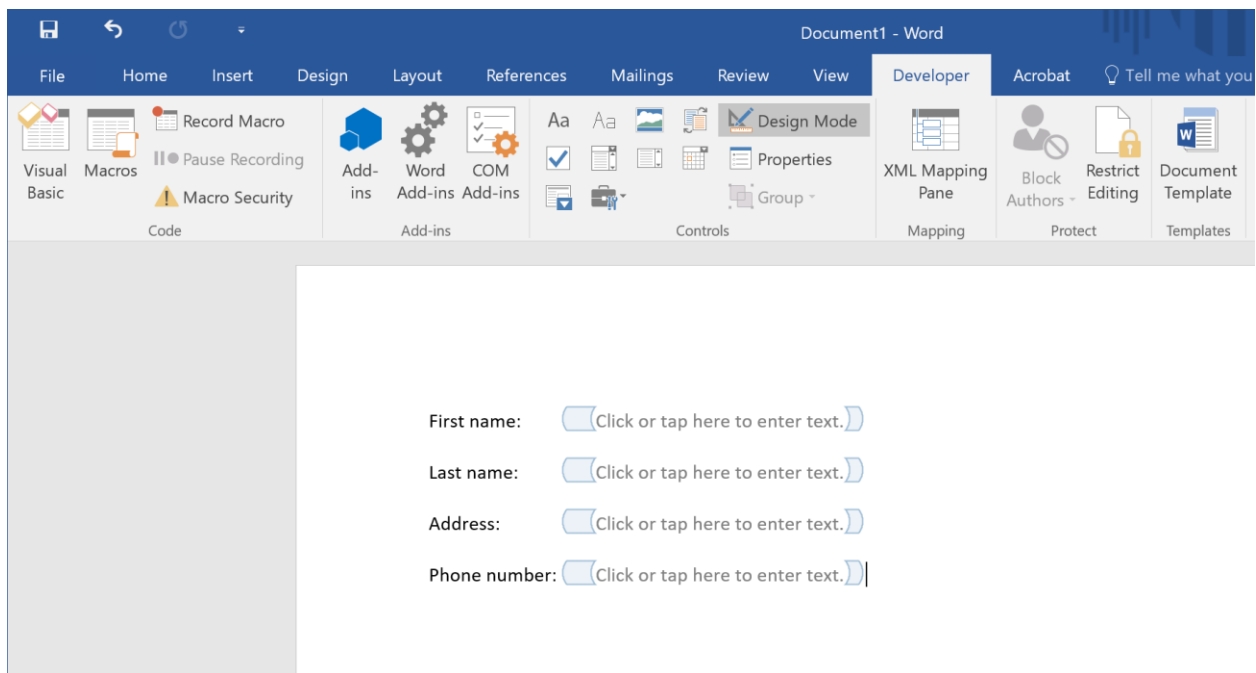 Document1 - Word
File Home Insert Design Layout References Mailings Review View Developer Acrobat Tell me what you
Visual Basic
Macros
Record Macro
Pause Recording
Macro Security
Code
Add-ins
Word Add-ins
COM Add-ins
Add-ins
Aa Aa
Design Mode
Properties
Group
Controls
XML Mapping Pane
Mapping
Block Authors
Restrict Editing
Protect
W
Document Template
Templates
First name: Click or tap here to enter text.
Last name: Click or tap here to enter text.
Address: Click or tap here to enter text.
Phone number: Click or tap here to enter text.